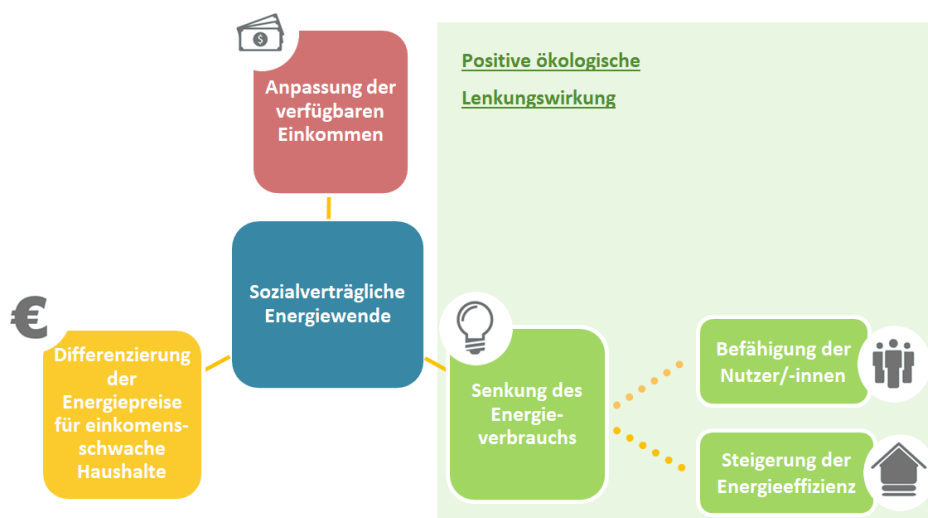 Anpassung der
verfügbaren
Einkommen
Positive ökologische
Lenkungswirkung
Sozialverträgliche
Energiewende
€
Differenzierung
der
Energiepreise
für einkomens-
schwache
Haushalte
Senkung des
Energie-
verbrauchs
Befähigung der
Nutzer/-innen
Steigerung der
Energieeffizienz